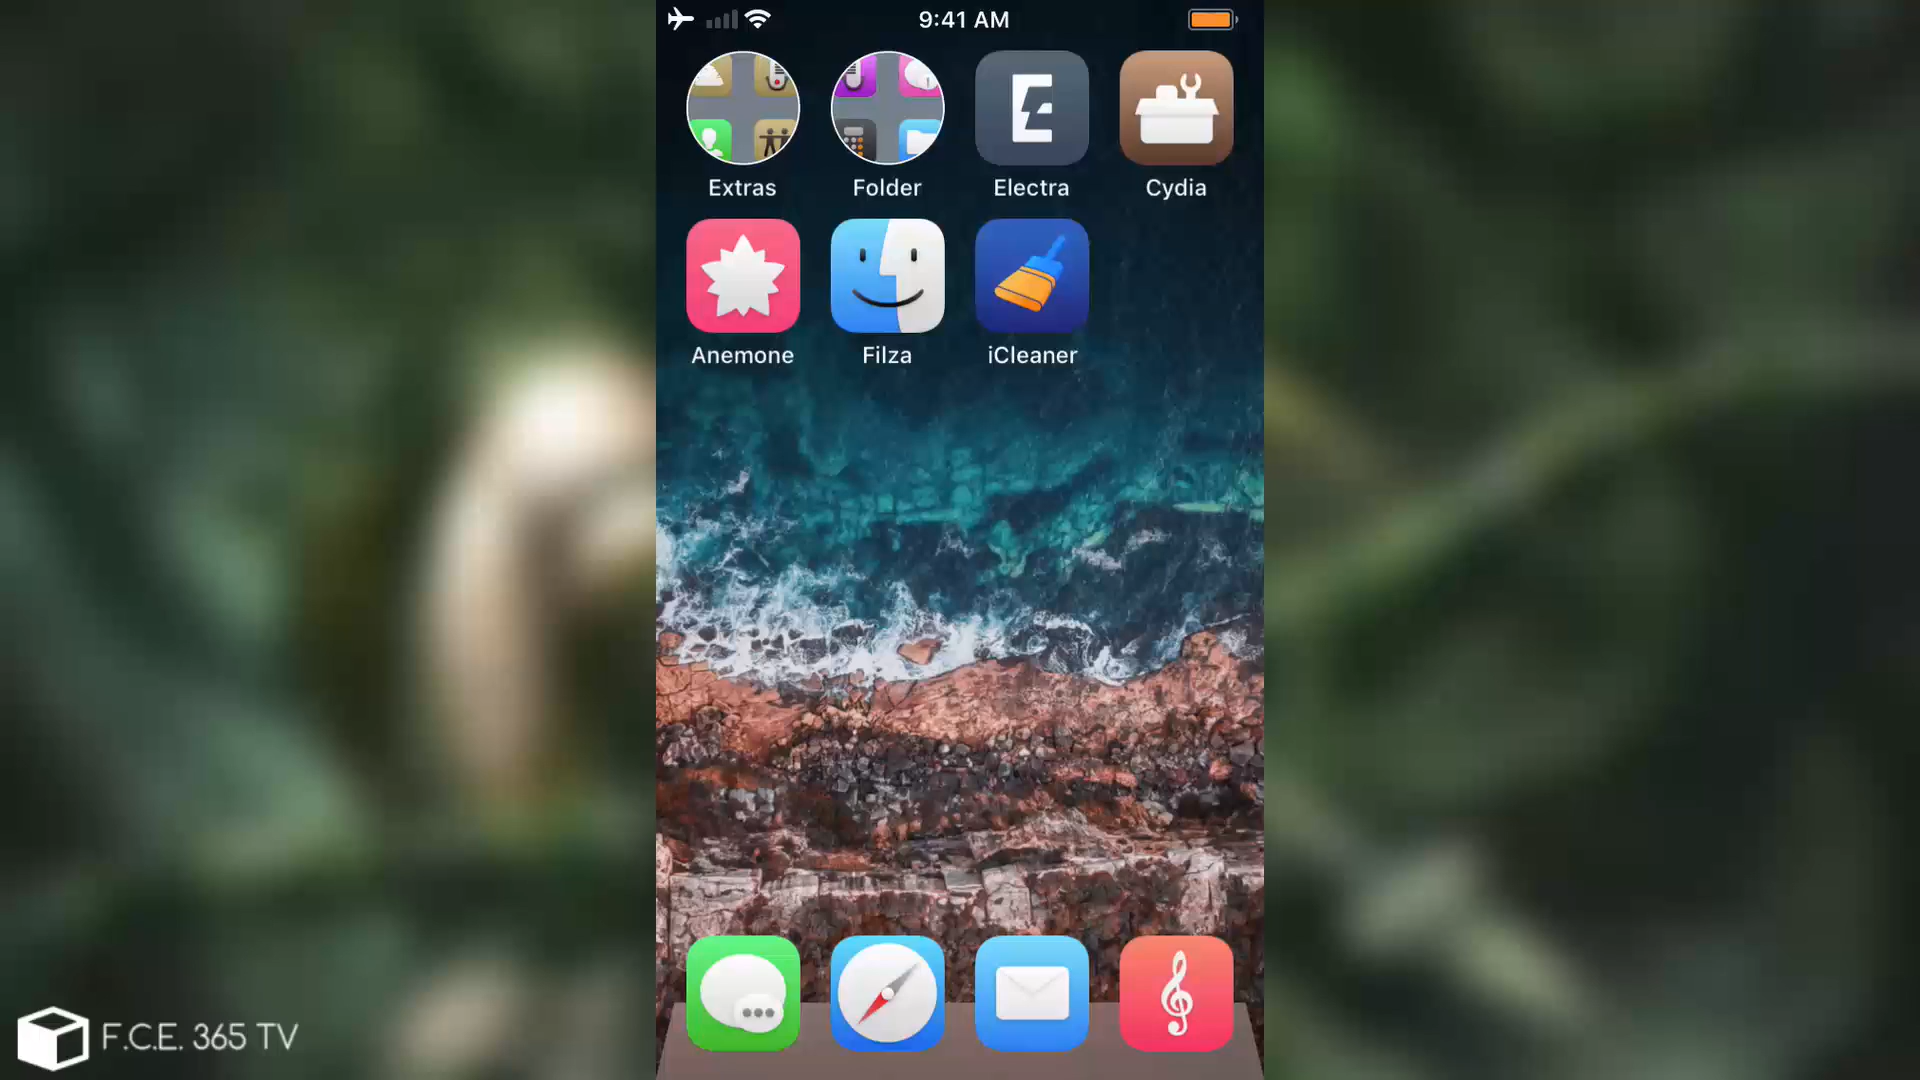 9:41 AM
Extras
Folder
Electra
Cydia
Anemone
Filza
iCleaner
F.C.E. 365 TV